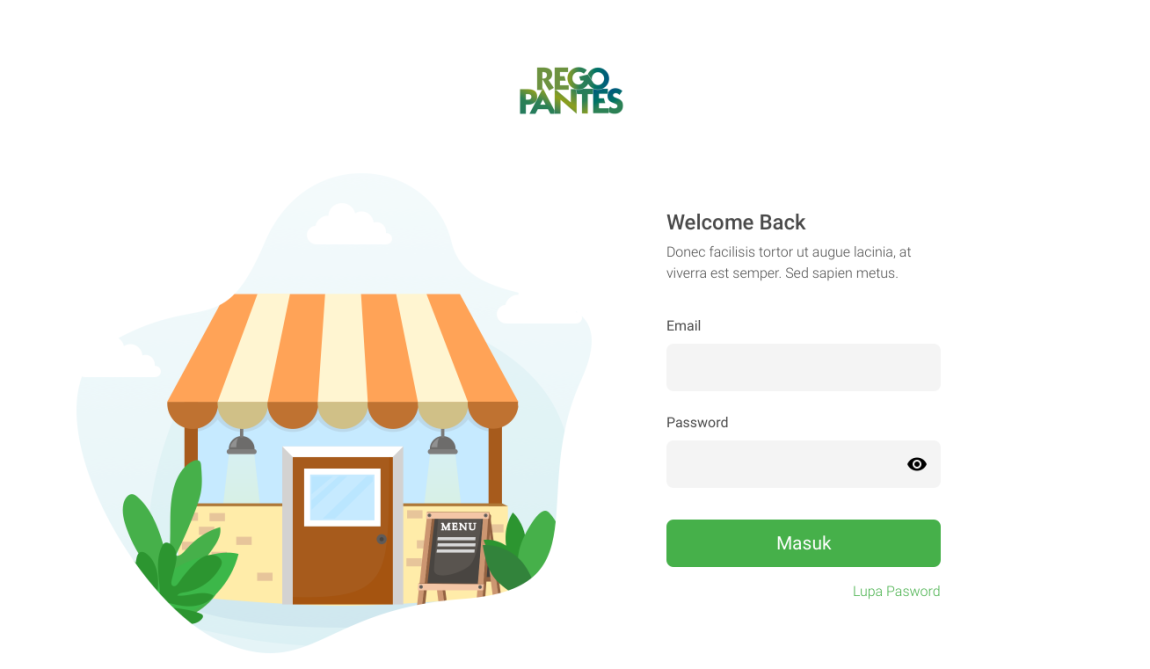 REGO
PANTES
Welcome Back
Donec facilisis tortor ut augue lacinia, at
viverra est semper. Sed sapien metus.
Email
Password
MENU
Masuk
Lupa Pasword